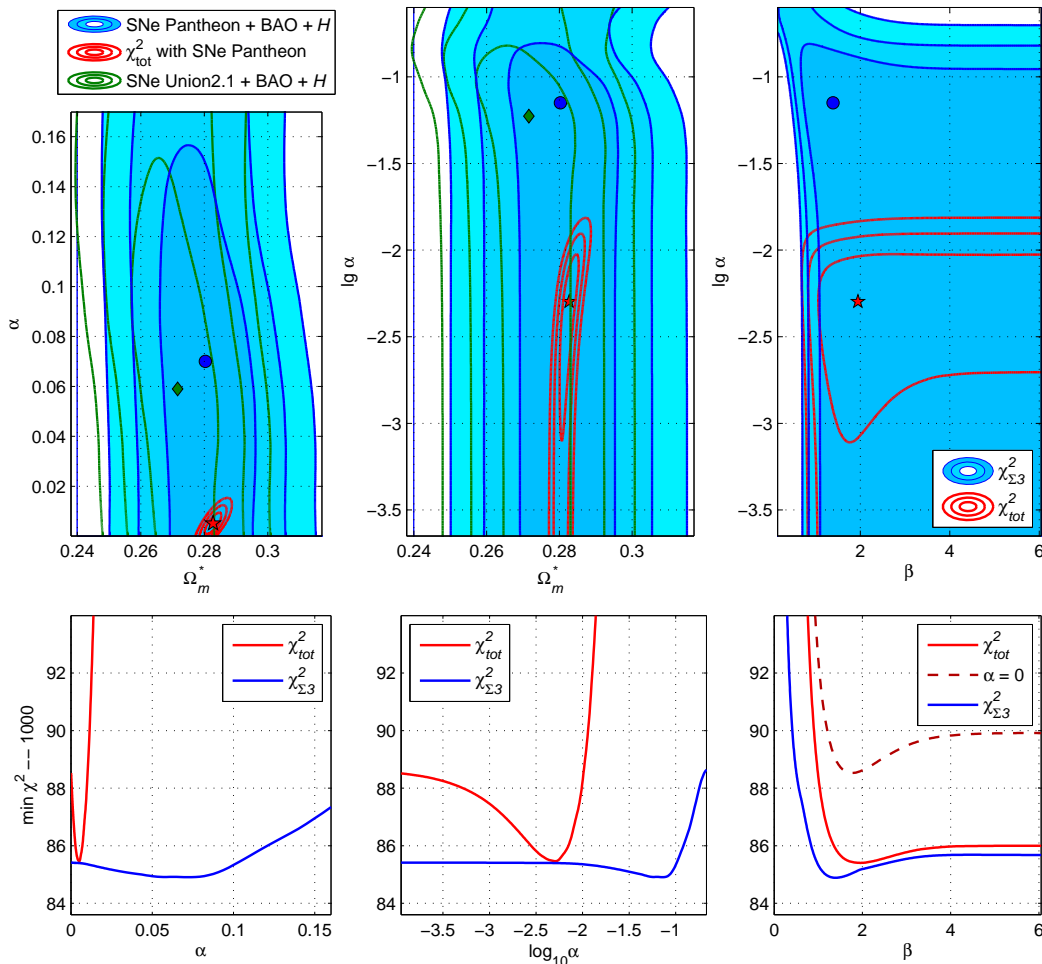 SNe Pantheon + BAO + H
χ²tot with SNe Pantheon
SNe Union2.1 + BAO + H
0.16
0.14
0.12
0.1
0.08
0.06
0.04
0.02
α
0.24 0.26 0.28 0.3
Ω*m
−1
−1.5
−2
−2.5
−3
−3.5
lg α
0.24 0.26 0.28 0.3
Ω*m
−1
−1.5
−2
−2.5
−3
−3.5
lg α
χ²Σ3
χ²tot
2 4 6
β
92
90
88
86
84
min χ² −− 1000
χ²tot
χ²Σ3
0 0.05 0.1 0.15
α
92
90
88
86
84
χ²tot
χ²Σ3
−3.5 −3 −2.5 −2 −1.5 −1
log10α
92
90
88
86
84
χ²tot
α = 0
χ²Σ3
0 2 4 6
β